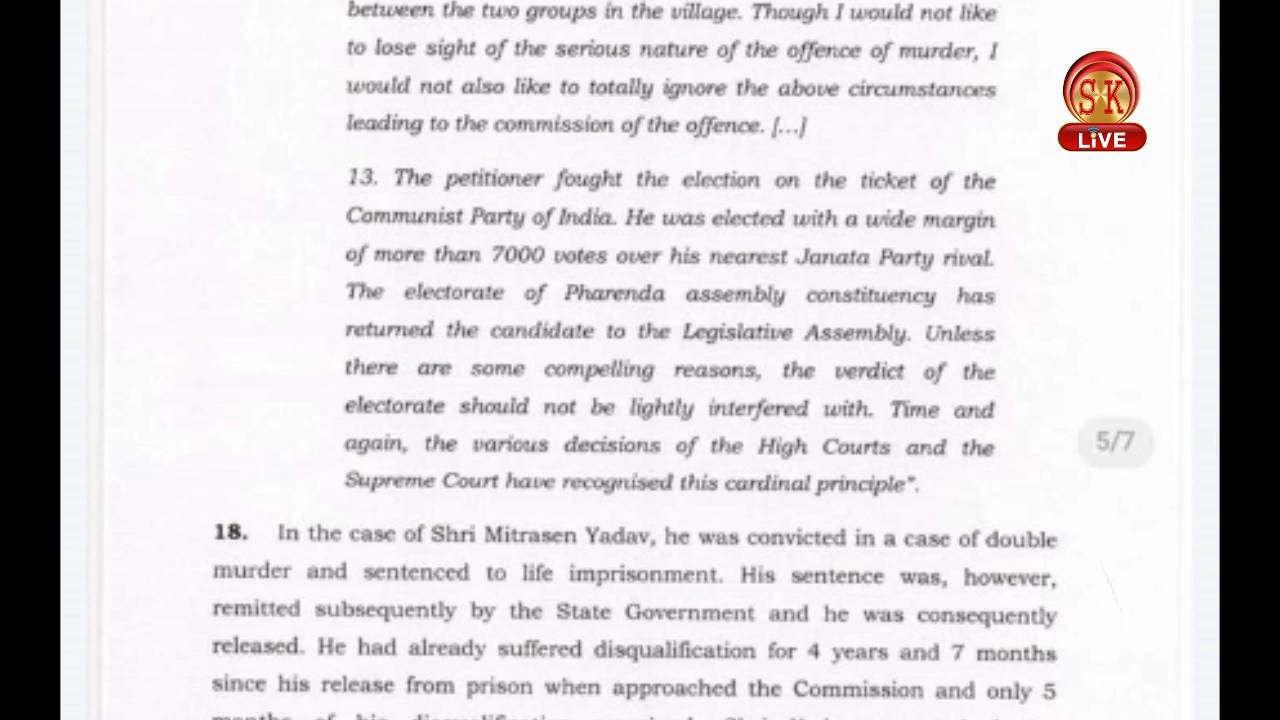 between the two groups in the village. Though I would not like
to lose sight of the serious nature of the offence of murder, I
would not also like to totally ignore the above circumstances
leading to the commission of the offence. [...]
13. The petitioner fought the election on the ticket of the
Communist Party of India. He was elected with a wide margin
of more than 7000 votes over his nearest Janata Party rival.
The electorate of Pharenda assembly constituency has
returned the candidate to the Legislative Assembly. Unless
there are some compelling reasons, the verdict of the
electorate should not be lightly interfered with. Time and
again, the various decisions of the High Courts and the
Supreme Court have recognised this cardinal principle".
18. In the case of Shri Mitrasen Yadav, he was convicted in a case of double
murder and sentenced to life imprisonment. His sentence was, however,
remitted subsequently by the State Government and he was consequently
released. He had already suffered disqualification for 4 years and 7 months
since his release from prison when approached the Commission and only 5
SK
LiVE
5/7